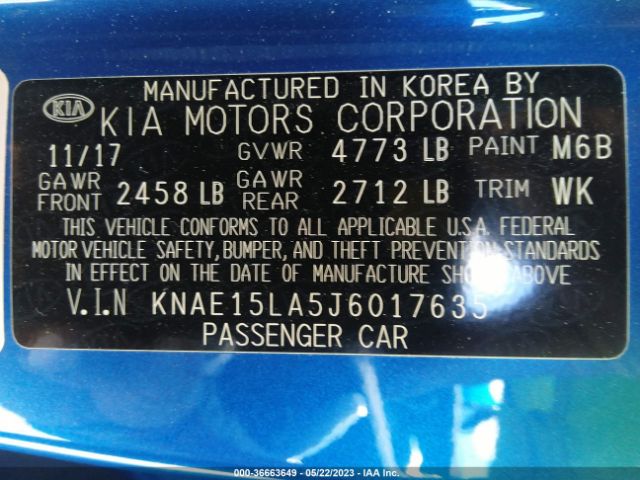 MANUFACTURED IN KOREA BY
KIA KIA MOTORS CORPORATION
11/17 GVWR 4773 LB PAINT M6B
GAWR FRONT 2458 LB GAWR REAR 2712 LB TRIM WK
THIS VEHICLE CONFORMS TO ALL APPLICABLE U.S.A. FEDERAL
MOTOR VEHICLE SAFETY, BUMPER, AND THEFT PREVENTION STANDARDS
IN EFFECT ON THE DATE OF MANUFACTURE SHOWN ABOVE
V.I.N KNAE15LA5J6017635
PASSENGER CAR
000-36663649 - 05/22/2023 - IAA Inc.